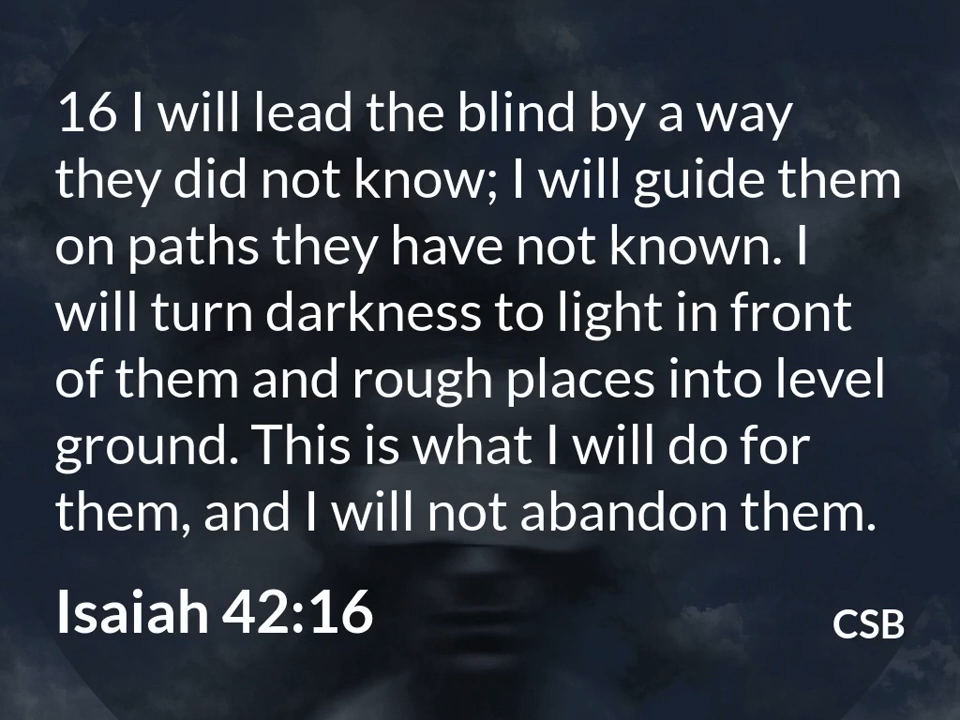 16 I will lead the blind by a way
they did not know; I will guide them
on paths they have not known. I
will turn darkness to light in front
of them and rough places into level
ground. This is what I will do for
them, and I will not abandon them.
Isaiah 42:16
CSB